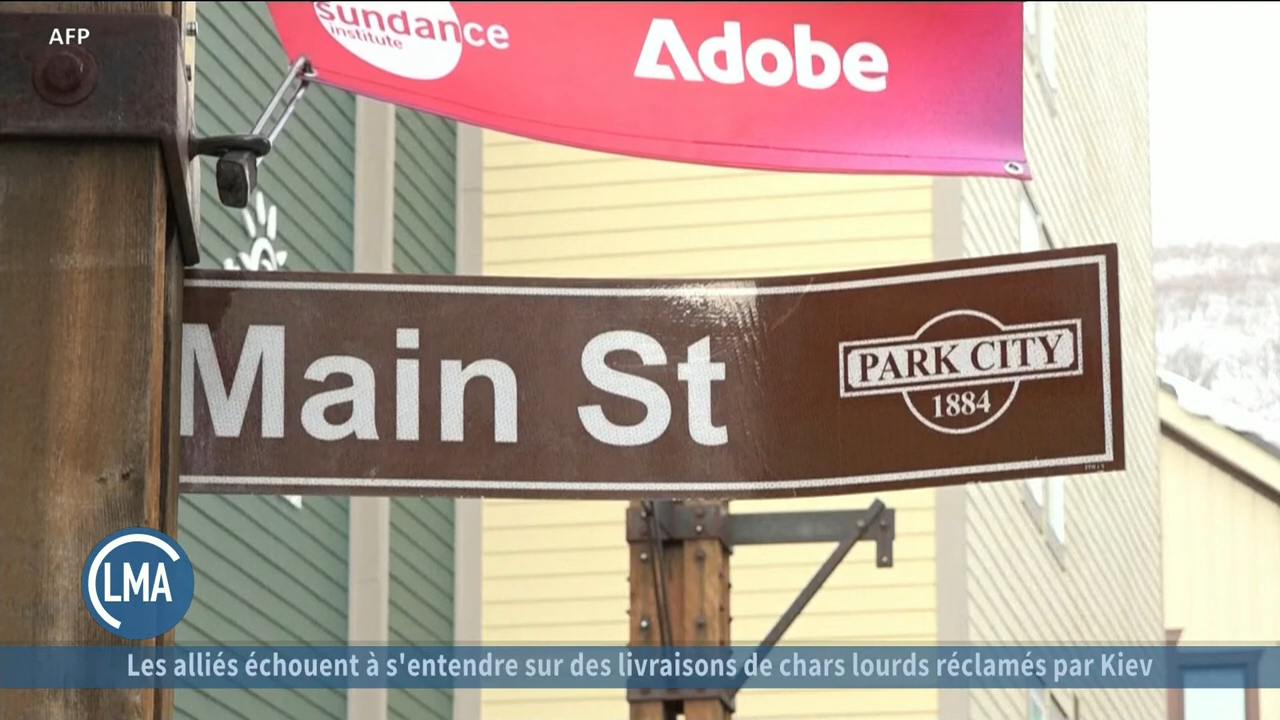 AFP
sundance
institute
Adobe
Main St
PARK CITY
1884
LMA
Les alliés échouent à s'entendre sur des livraisons de chars lourds réclamés par Kiev